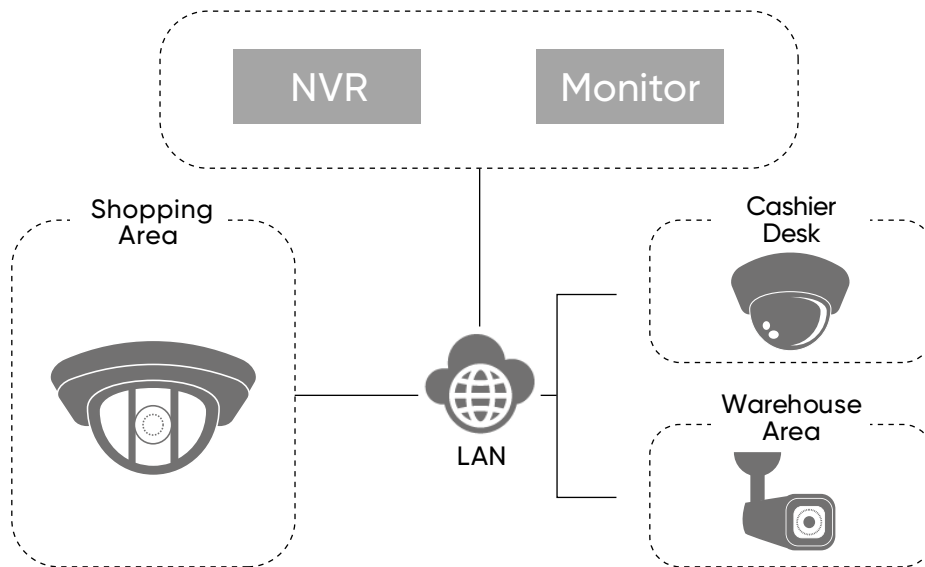 NVR
Monitor
Shopping
Area
Cashier
Desk
LAN
Warehouse
Area